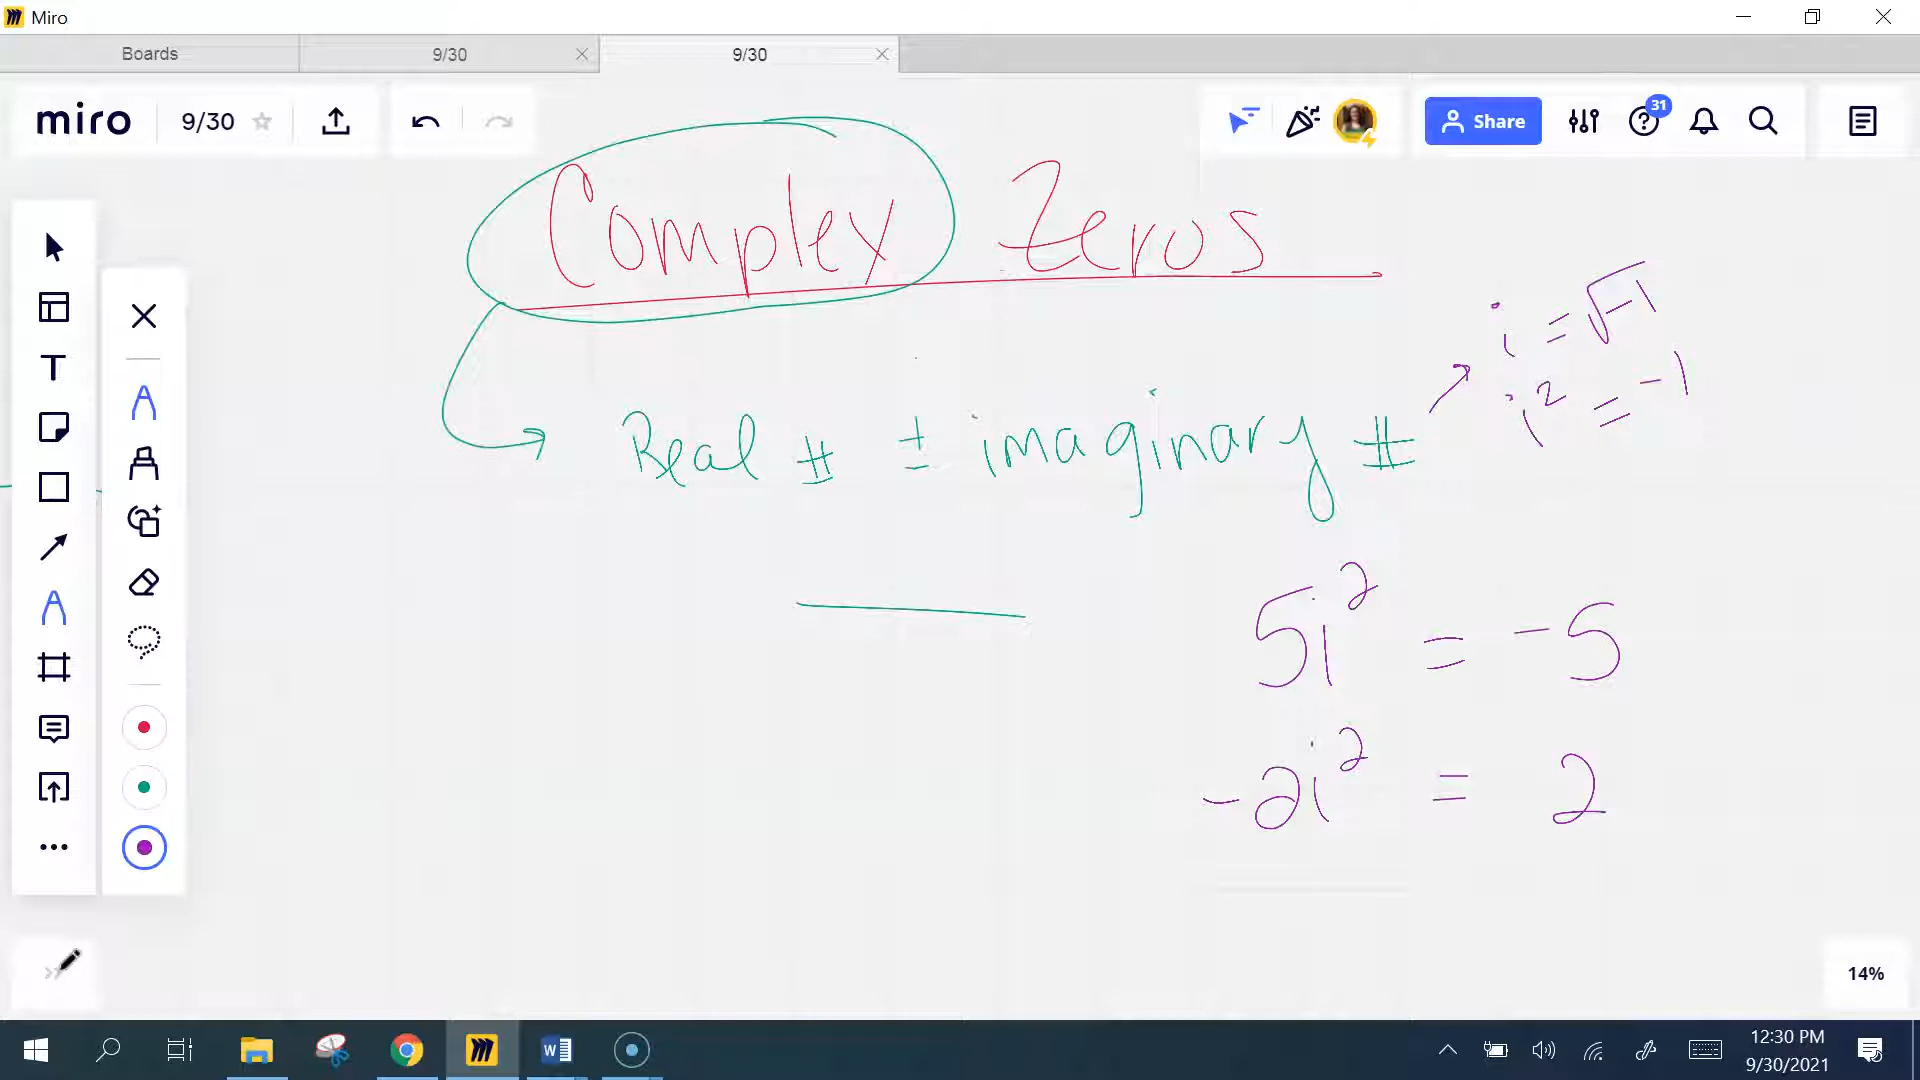 Miro
Boards 9/30 9/30
miro 9/30 Share 31
Complex Zeros
i = √-1
i² = -1
Real # ± imaginary #
5i² = -5
-2i² = 2
14%
12:30 PM
9/30/2021